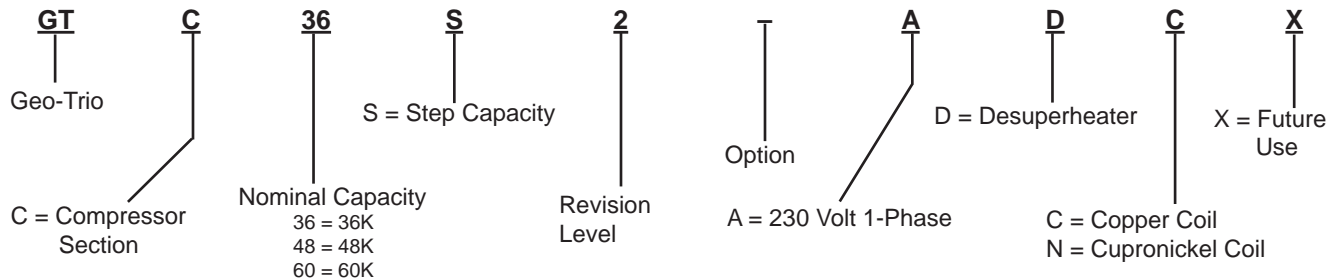 GT C 36 S 2 – A D C X
Geo-Trio
S = Step Capacity
D = Desuperheater
X = Future
Use
Option
C = Compressor
Section
Nominal Capacity
36 = 36K
48 = 48K
60 = 60K
Revision
Level
A = 230 Volt 1-Phase
C = Copper Coil
N = Cupronickel Coil